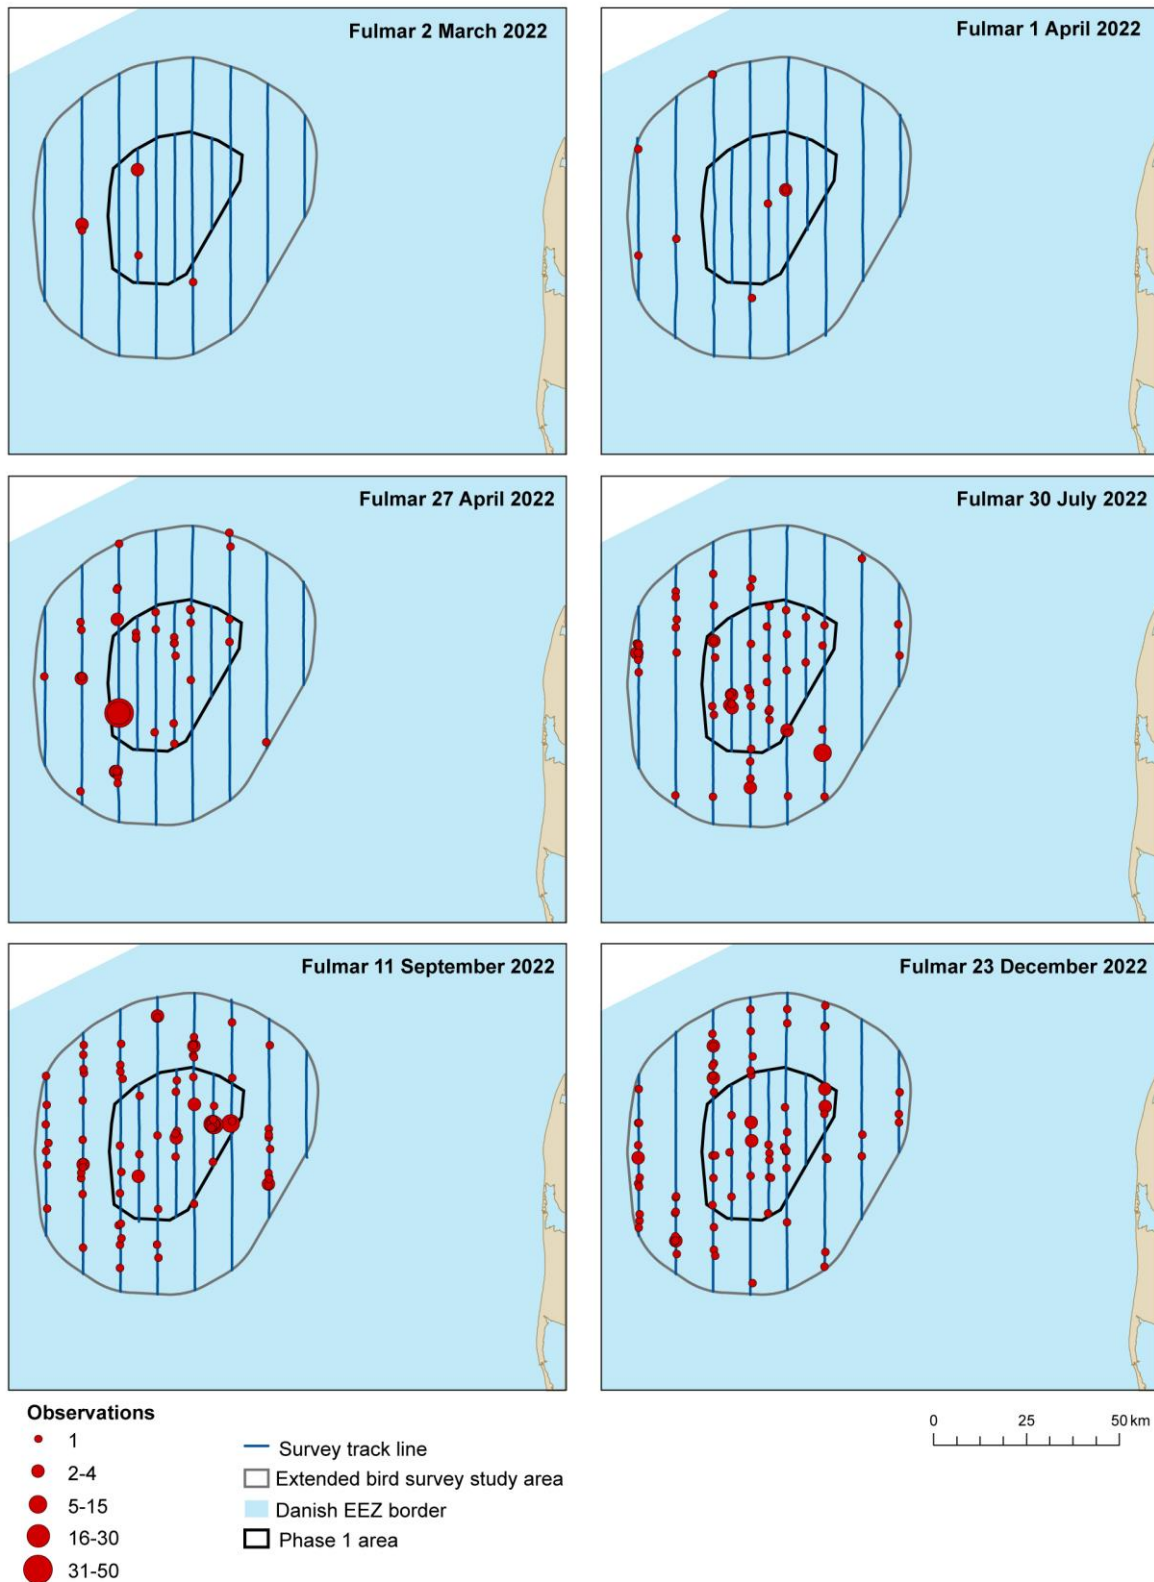 Fulmar 2 March 2022
Fulmar 1 April 2022
Fulmar 27 April 2022
Fulmar 30 July 2022
Fulmar 11 September 2022
Fulmar 23 December 2022
Observations
1
2-4
5-15
16-30
31-50
Survey track line
Extended bird survey study area
Danish EEZ border
Phase 1 area
0 25 50 km